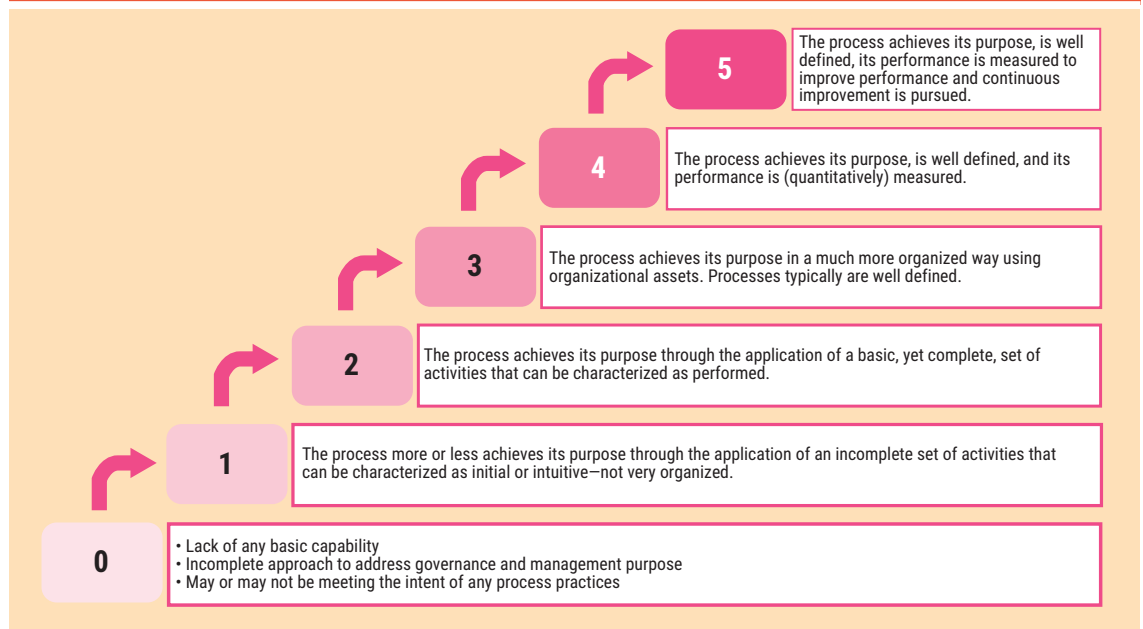 5
The process achieves its purpose, is well
defined, its performance is measured to
improve performance and continuous
improvement is pursued.
4
The process achieves its purpose, is well defined, and its
performance is (quantitatively) measured.
3
The process achieves its purpose in a much more organized way using
organizational assets. Processes typically are well defined.
2
The process achieves its purpose through the application of a basic, yet complete, set of
activities that can be characterized as performed.
1
The process more or less achieves its purpose through the application of an incomplete set of activities that
can be characterized as initial or intuitive—not very organized.
0
• Lack of any basic capability
• Incomplete approach to address governance and management purpose
• May or may not be meeting the intent of any process practices